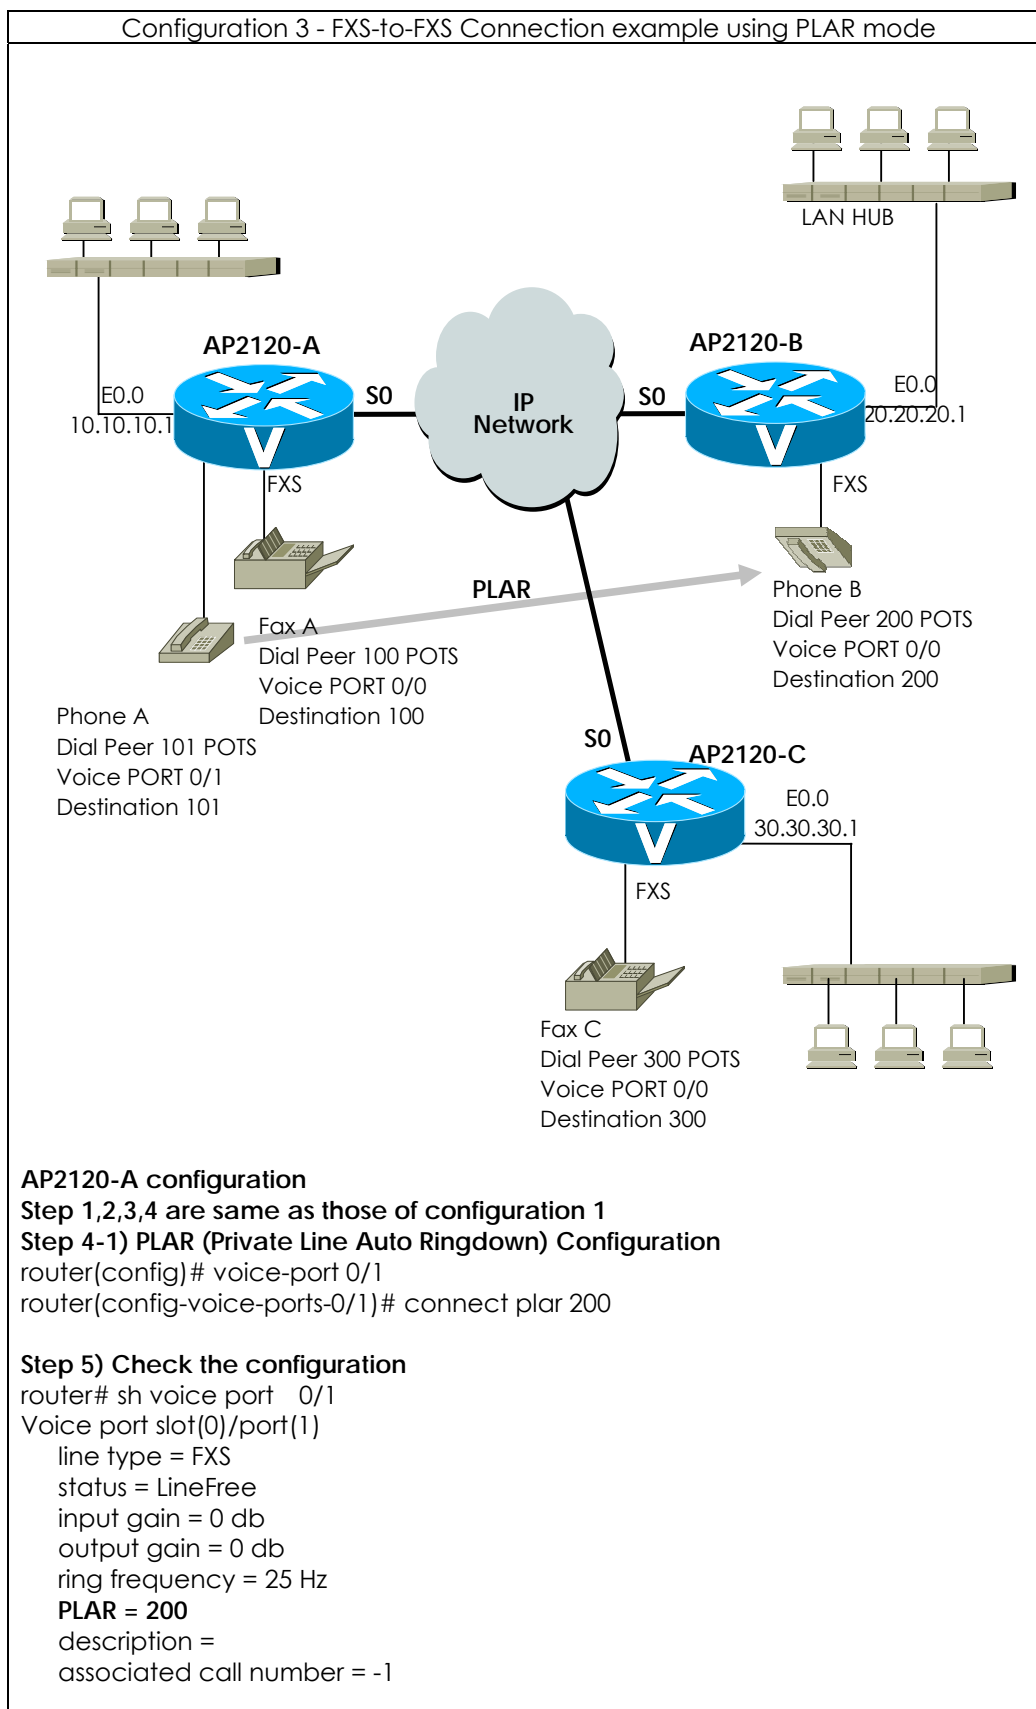 Configuration 3 - FXS-to-FXS Connection example using PLAR mode
LAN HUB
AP2120-A
AP2120-B
E0.0
10.10.10.1
S0
IP
Network
S0
E0.0
20.20.20.1
V
V
FXS
FXS
PLAR
Fax A
Dial Peer 100 POTS
Voice PORT 0/0
Destination 100
Phone B
Dial Peer 200 POTS
Voice PORT 0/0
Destination 200
Phone A
Dial Peer 101 POTS
Voice PORT 0/1
Destination 101
S0
AP2120-C
E0.0
30.30.30.1
V
FXS
Fax C
Dial Peer 300 POTS
Voice PORT 0/0
Destination 300
AP2120-A configuration
Step 1,2,3,4 are same as those of configuration 1
Step 4-1) PLAR (Private Line Auto Ringdown) Configuration
router(config)# voice-port 0/1
router(config-voice-ports-0/1)# connect plar 200
Step 5) Check the configuration
router# sh voice port 0/1
Voice port slot(0)/port(1)
line type = FXS
status = LineFree
input gain = 0 db
output gain = 0 db
ring frequency = 25 Hz
PLAR = 200
description =
associated call number = -1